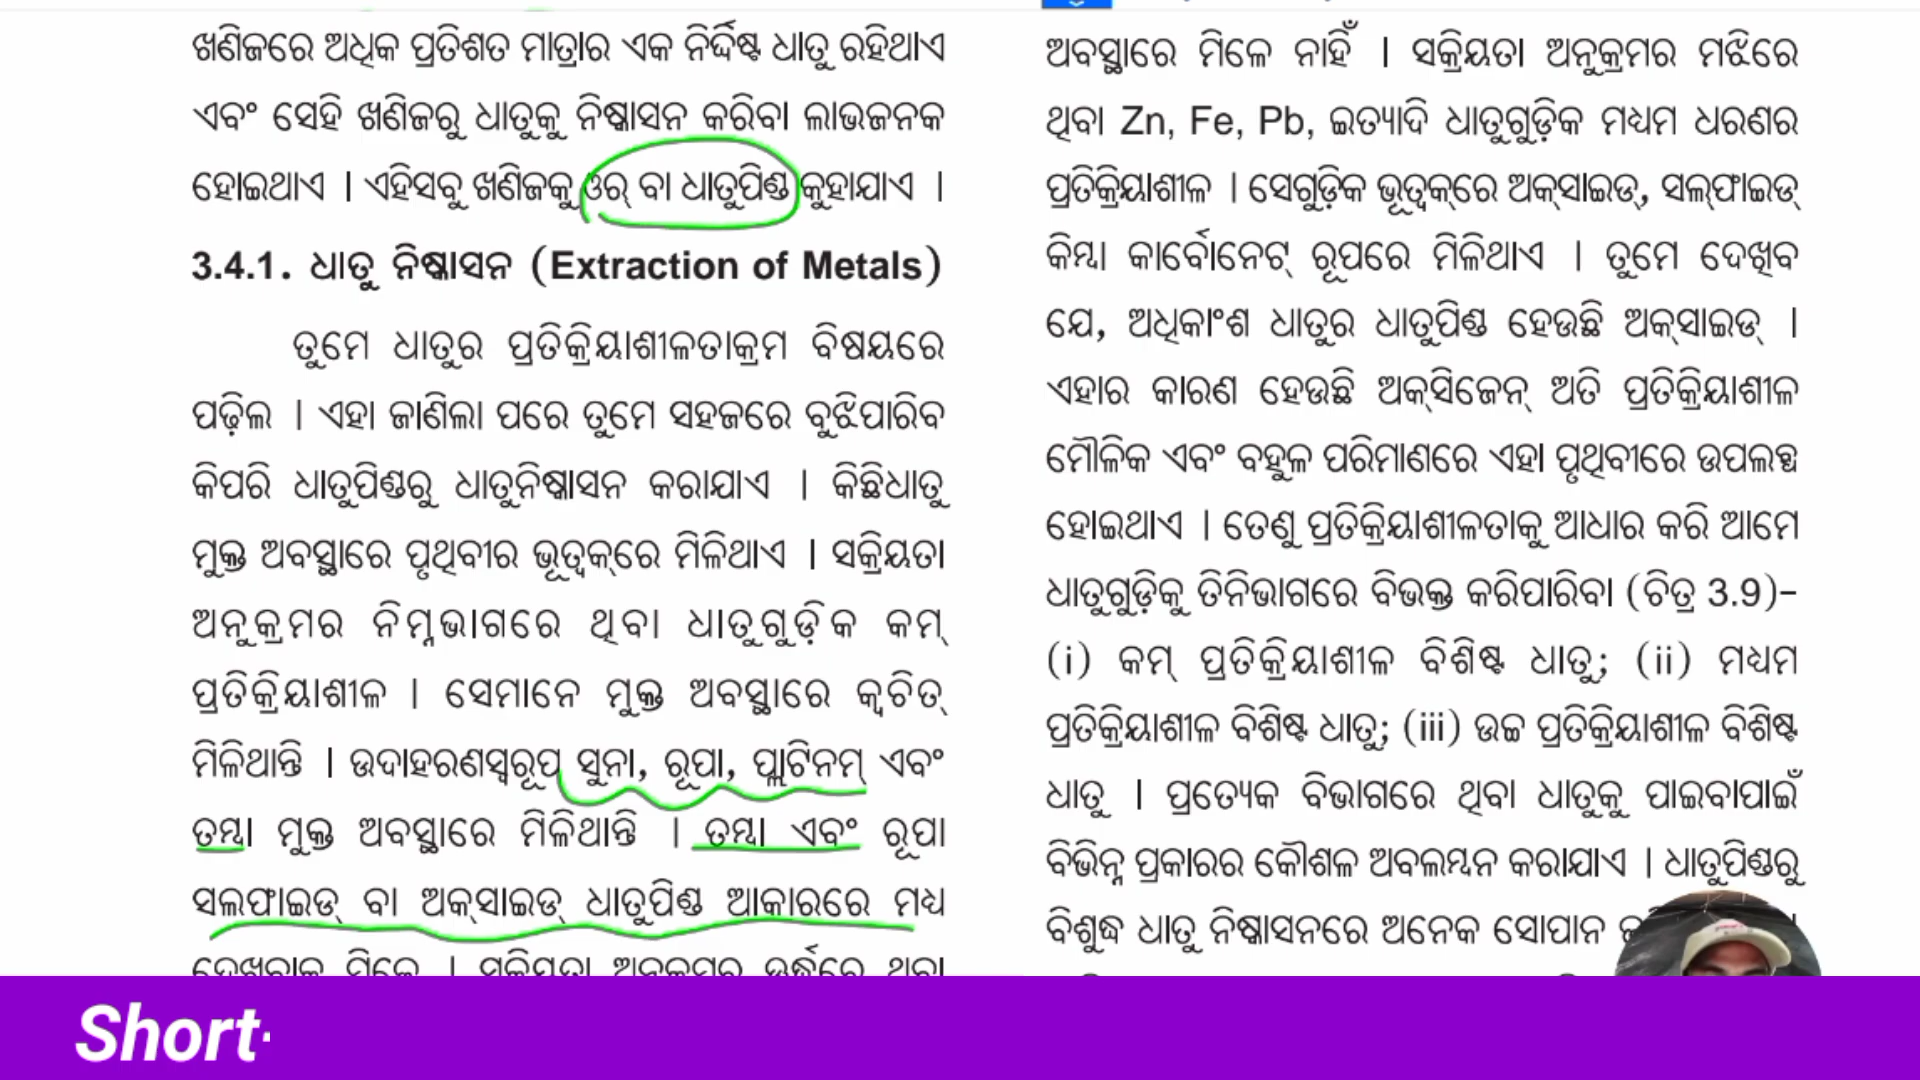 ଖଣିଜରେ ଅଧିକ ପ୍ରତିଶତ ମାତ୍ରାର ଏକ ନିର୍ଦ୍ଦିଷ୍ଟ ଧାତୁ ରହିଥାଏ
ଏବଂ ସେହି ଖଣିଜରୁ ଧାତୁକୁ ନିଷ୍କାସନ କରିବା ଲାଭଜନକ
ହୋଇଥାଏ । ଏହିସବୁ ଖଣିଜକୁ ଓର୍ ବା ଧାତୁପିଣ୍ଡ କୁହାଯାଏ ।
3.4.1. ଧାତୁ ନିଷ୍କାସନ (Extraction of Metals)
ତୁମେ ଧାତୁର ପ୍ରତିକ୍ରିୟାଶୀଳତାକ୍ରମ ବିଷୟରେ
ପଢ଼ିଲ । ଏହା ଜାଣିଲା ପରେ ତୁମେ ସହଜରେ ବୁଝିପାରିବ
କିପରି ଧାତୁପିଣ୍ଡରୁ ଧାତୁନିଷ୍କାସନ କରାଯାଏ । କିଛିଧାତୁ
ମୁକ୍ତ ଅବସ୍ଥାରେ ପୃଥିବୀର ଭୂତ୍ୱକ୍‌ରେ ମିଳିଥାଏ । ସକ୍ରିୟତା
ଅନୁକ୍ରମର ନିମ୍ନଭାଗରେ ଥିବା ଧାତୁଗୁଡ଼ିକ କମ୍
ପ୍ରତିକ୍ରିୟାଶୀଳ । ସେମାନେ ମୁକ୍ତ ଅବସ୍ଥାରେ କ୍ୱଚିତ୍
ମିଳିଥାନ୍ତି । ଉଦାହରଣସ୍ୱରୂପ ସୁନା, ରୂପା, ପ୍ଲାଟିନମ୍ ଏବଂ
ତମ୍ବା ମୁକ୍ତ ଅବସ୍ଥାରେ ମିଳିଥାନ୍ତି । ତମ୍ବା ଏବଂ ରୂପା
ସଲଫାଇଡ୍ ବା ଅକ୍‌ସାଇଡ୍ ଧାତୁପିଣ୍ଡ ଆକାରରେ ମଧ୍ୟ
ଦେଖିବାକୁ ମିଳେ । ସକ୍ରିୟତା ଅନୁକ୍ରମର ଊର୍ଦ୍ଧ୍ୱରେ ଥିବା
ଅବସ୍ଥାରେ ମିଳେ ନାହିଁ । ସକ୍ରିୟତା ଅନୁକ୍ରମର ମଝିରେ
ଥିବା Zn, Fe, Pb, ଇତ୍ୟାଦି ଧାତୁଗୁଡ଼ିକ ମଧ୍ୟମ ଧରଣର
ପ୍ରତିକ୍ରିୟାଶୀଳ । ସେଗୁଡ଼ିକ ଭୂତ୍ୱକ୍‌ରେ ଅକ୍‌ସାଇଡ୍, ସଲ୍‌ଫାଇଡ୍
କିମ୍ବା କାର୍ବୋନେଟ୍ ରୂପରେ ମିଳିଥାଏ । ତୁମେ ଦେଖିବ
ଯେ, ଅଧିକାଂଶ ଧାତୁର ଧାତୁପିଣ୍ଡ ହେଉଛି ଅକ୍‌ସାଇଡ୍ ।
ଏହାର କାରଣ ହେଉଛି ଅକ୍‌ସିଜେନ୍ ଅତି ପ୍ରତିକ୍ରିୟାଶୀଳ
ମୌଳିକ ଏବଂ ବହୁଳ ପରିମାଣରେ ଏହା ପୃଥିବୀରେ ଉପଲବ୍ଧ
ହୋଇଥାଏ । ତେଣୁ ପ୍ରତିକ୍ରିୟାଶୀଳତାକୁ ଆଧାର କରି ଆମେ
ଧାତୁଗୁଡ଼ିକୁ ତିନିଭାଗରେ ବିଭକ୍ତ କରିପାରିବା (ଚିତ୍ର 3.9)–
(i) କମ୍ ପ୍ରତିକ୍ରିୟାଶୀଳ ବିଶିଷ୍ଟ ଧାତୁ; (ii) ମଧ୍ୟମ
ପ୍ରତିକ୍ରିୟାଶୀଳ ବିଶିଷ୍ଟ ଧାତୁ; (iii) ଉଚ୍ଚ ପ୍ରତିକ୍ରିୟାଶୀଳ ବିଶିଷ୍ଟ
ଧାତୁ । ପ୍ରତ୍ୟେକ ବିଭାଗରେ ଥିବା ଧାତୁକୁ ପାଇବାପାଇଁ
ବିଭିନ୍ନ ପ୍ରକାରର କୌଶଳ ଅବଲମ୍ବନ କରାଯାଏ । ଧାତୁପିଣ୍ଡରୁ
ବିଶୁଦ୍ଧ ଧାତୁ ନିଷ୍କାସନରେ ଅନେକ ସୋପାନ
Short-